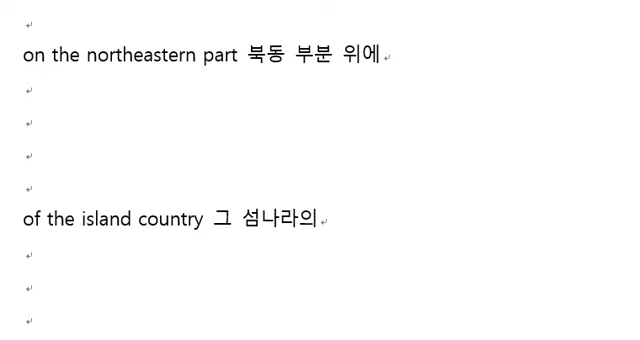 on the northeastern part 북동 부분 위에
of the island country 그 섬나라의